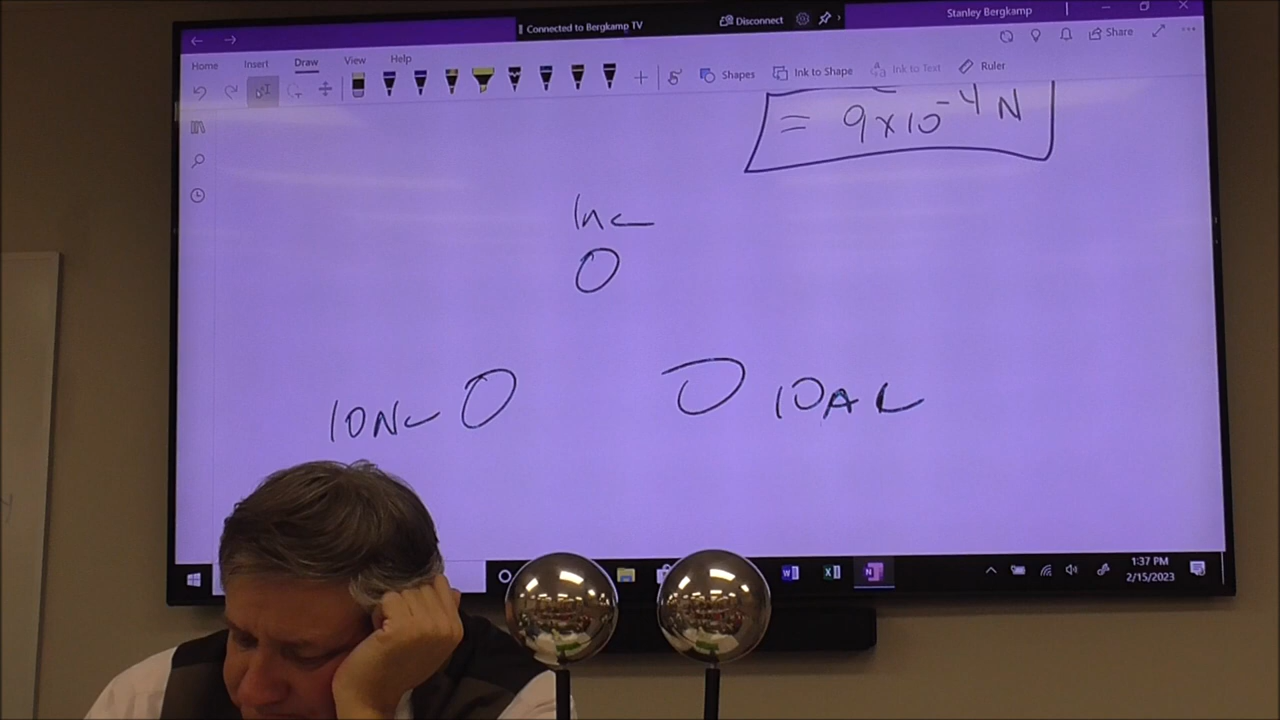 Connected to Bergkamp TV
Disconnect
Stanley Bergkamp
Home Insert Draw View Help
Share
Shapes Ink to Shape Ink to Text Ruler
= 9x10⁻⁴ N
1nc
10Nc
10
1:37 PM
2/15/2023